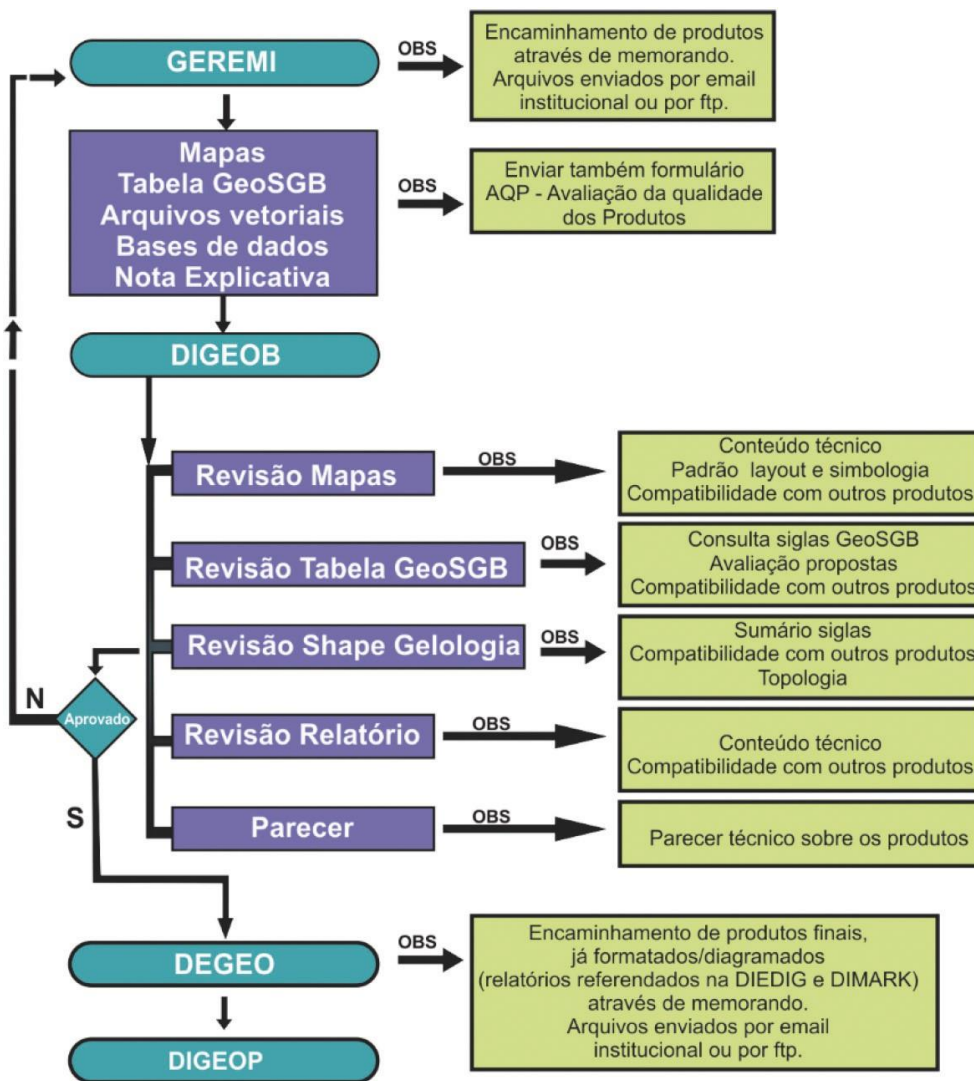 GEREMI
OBS
Encaminhamento de produtos
através de memorando.
Arquivos enviados por email
institucional ou por ftp.
Mapas
Tabela GeoSGB
Arquivos vetoriais
Bases de dados
Nota Explicativa
OBS
Enviar também formulário
AQP - Avaliação da qualidade
dos Produtos
DIGEOB
Revisão Mapas
OBS
Conteúdo técnico
Padrão layout e simbologia
Compatibilidade com outros produtos
Revisão Tabela GeoSGB
OBS
Consulta siglas GeoSGB
Avaliação propostas
Compatibilidade com outros produtos
Revisão Shape Gelologia
OBS
Sumário siglas
Compatibilidade com outros produtos
Topologia
N
Aprovado
S
Revisão Relatório
OBS
Conteúdo técnico
Compatibilidade com outros produtos
Parecer
OBS
Parecer técnico sobre os produtos
DEGEO
OBS
Encaminhamento de produtos finais,
já formatados/diagramados
(relatórios referendados na DIEDIG e DIMARK)
através de memorando.
Arquivos enviados por email
institucional ou por ftp.
DIGEOP